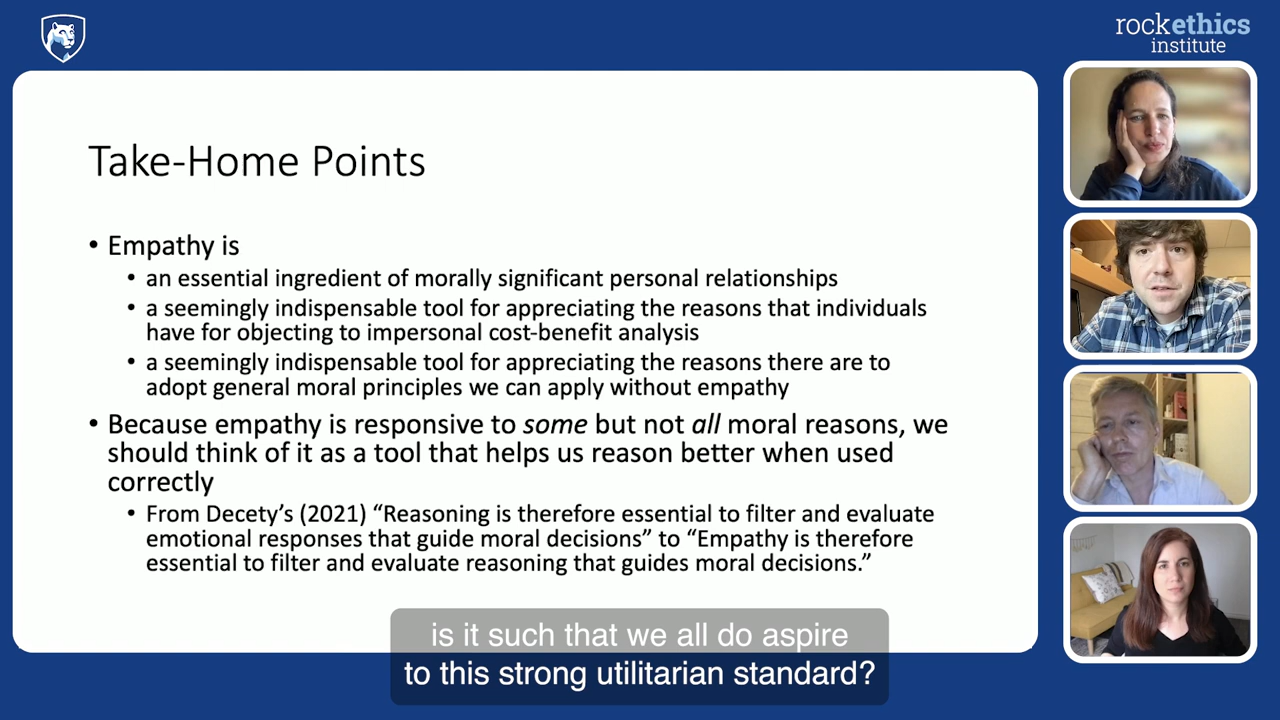 rockethics
institute
Take-Home Points
• Empathy is
• an essential ingredient of morally significant personal relationships
• a seemingly indispensable tool for appreciating the reasons that individuals
have for objecting to impersonal cost-benefit analysis
• a seemingly indispensable tool for appreciating the reasons there are to
adopt general moral principles we can apply without empathy
• Because empathy is responsive to some but not all moral reasons, we
should think of it as a tool that helps us reason better when used
correctly
• From Decety’s (2021) “Reasoning is therefore essential to filter and evaluate
emotional responses that guide moral decisions” to “Empathy is therefore
essential to filter and evaluate reasoning that guides moral decisions.”
is it such that we all do aspire
to this strong utilitarian standard?